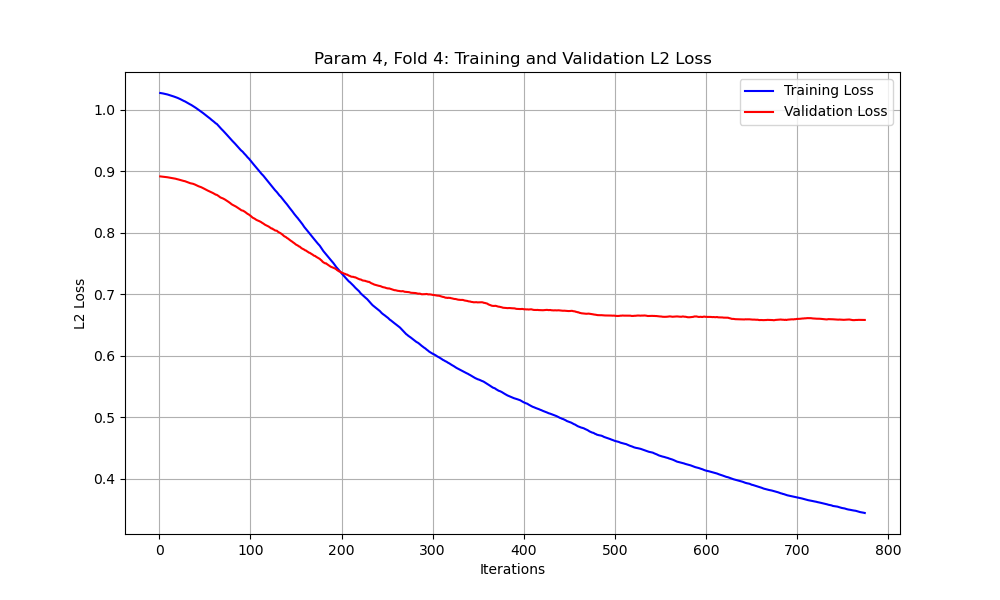 Param 4, Fold 4: Training and Validation L2 Loss
Training Loss
Validation Loss
L2 Loss
1.0
0.9
0.8
0.7
0.6
0.5
0.4
0 100 200 300 400 500 600 700 800
Iterations